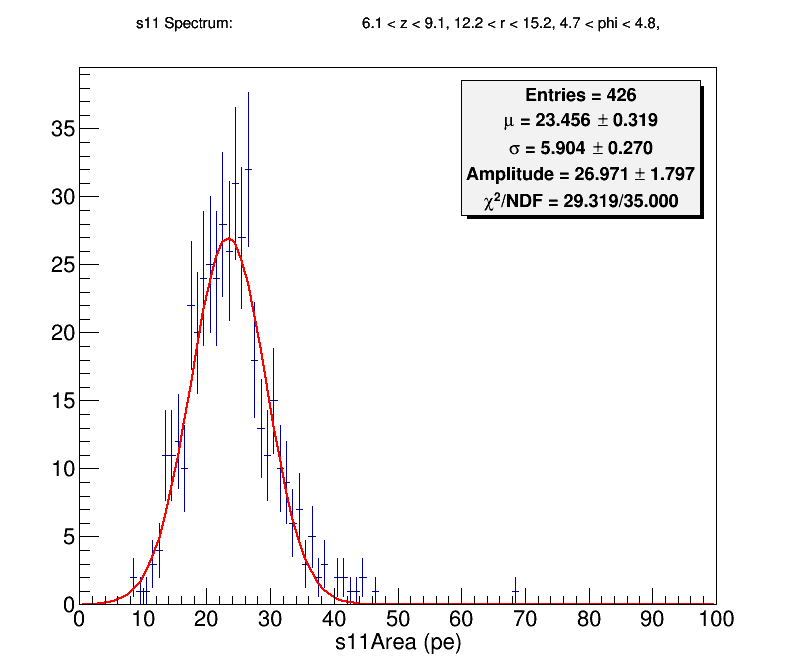 s11 Spectrum: 6.1 < z < 9.1, 12.2 < r < 15.2, 4.7 < phi < 4.8,
Entries = 426
μ = 23.456 ± 0.319
σ = 5.904 ± 0.270
Amplitude = 26.971 ± 1.797
χ²/NDF = 29.319/35.000
35
30
25
20
15
10
5
0
0 10 20 30 40 50 60 70 80 90 100
s11Area (pe)